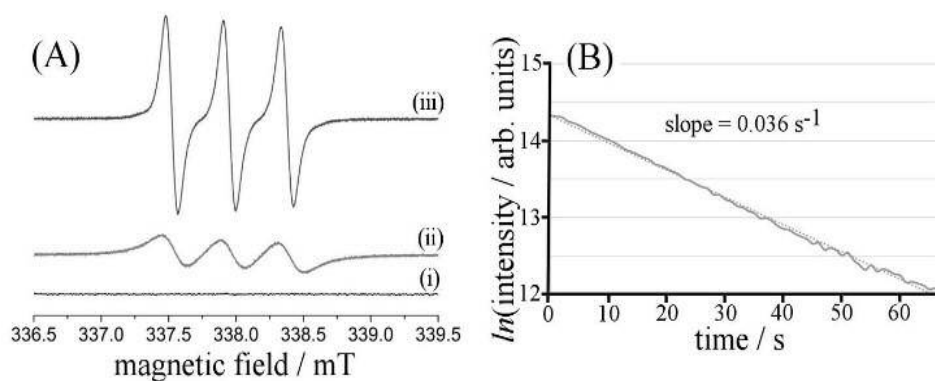 (A)
(iii)
(ii)
(i)
336.5 337.0 337.5 338.0 338.5 339.0 339.5
magnetic field / mT
(B)
slope = 0.036 s-1
15
14
13
12
ln(intensity / arb. units)
0 10 20 30 40 50 60
time / s